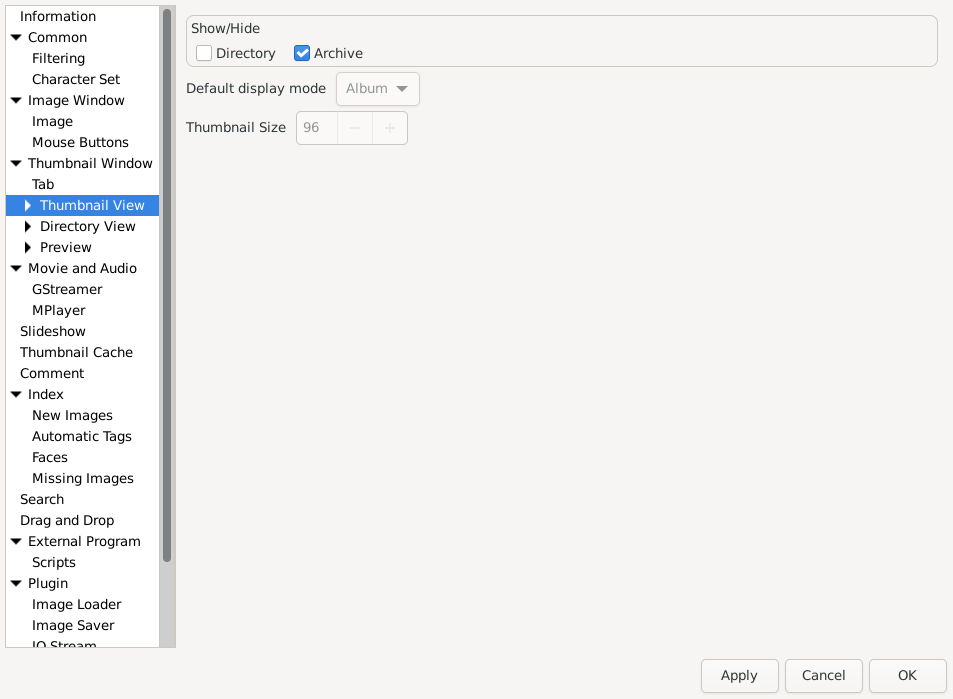 Information
Common
Filtering
Character Set
Image Window
Image
Mouse Buttons
Thumbnail Window
Tab
Thumbnail View
Directory View
Preview
Movie and Audio
GStreamer
MPlayer
Slideshow
Thumbnail Cache
Comment
Index
New Images
Automatic Tags
Faces
Missing Images
Search
Drag and Drop
External Program
Scripts
Plugin
Image Loader
Image Saver
IO Stream
Show/Hide
Directory Archive
Default display mode Album
Thumbnail Size 96 − +
Apply Cancel OK